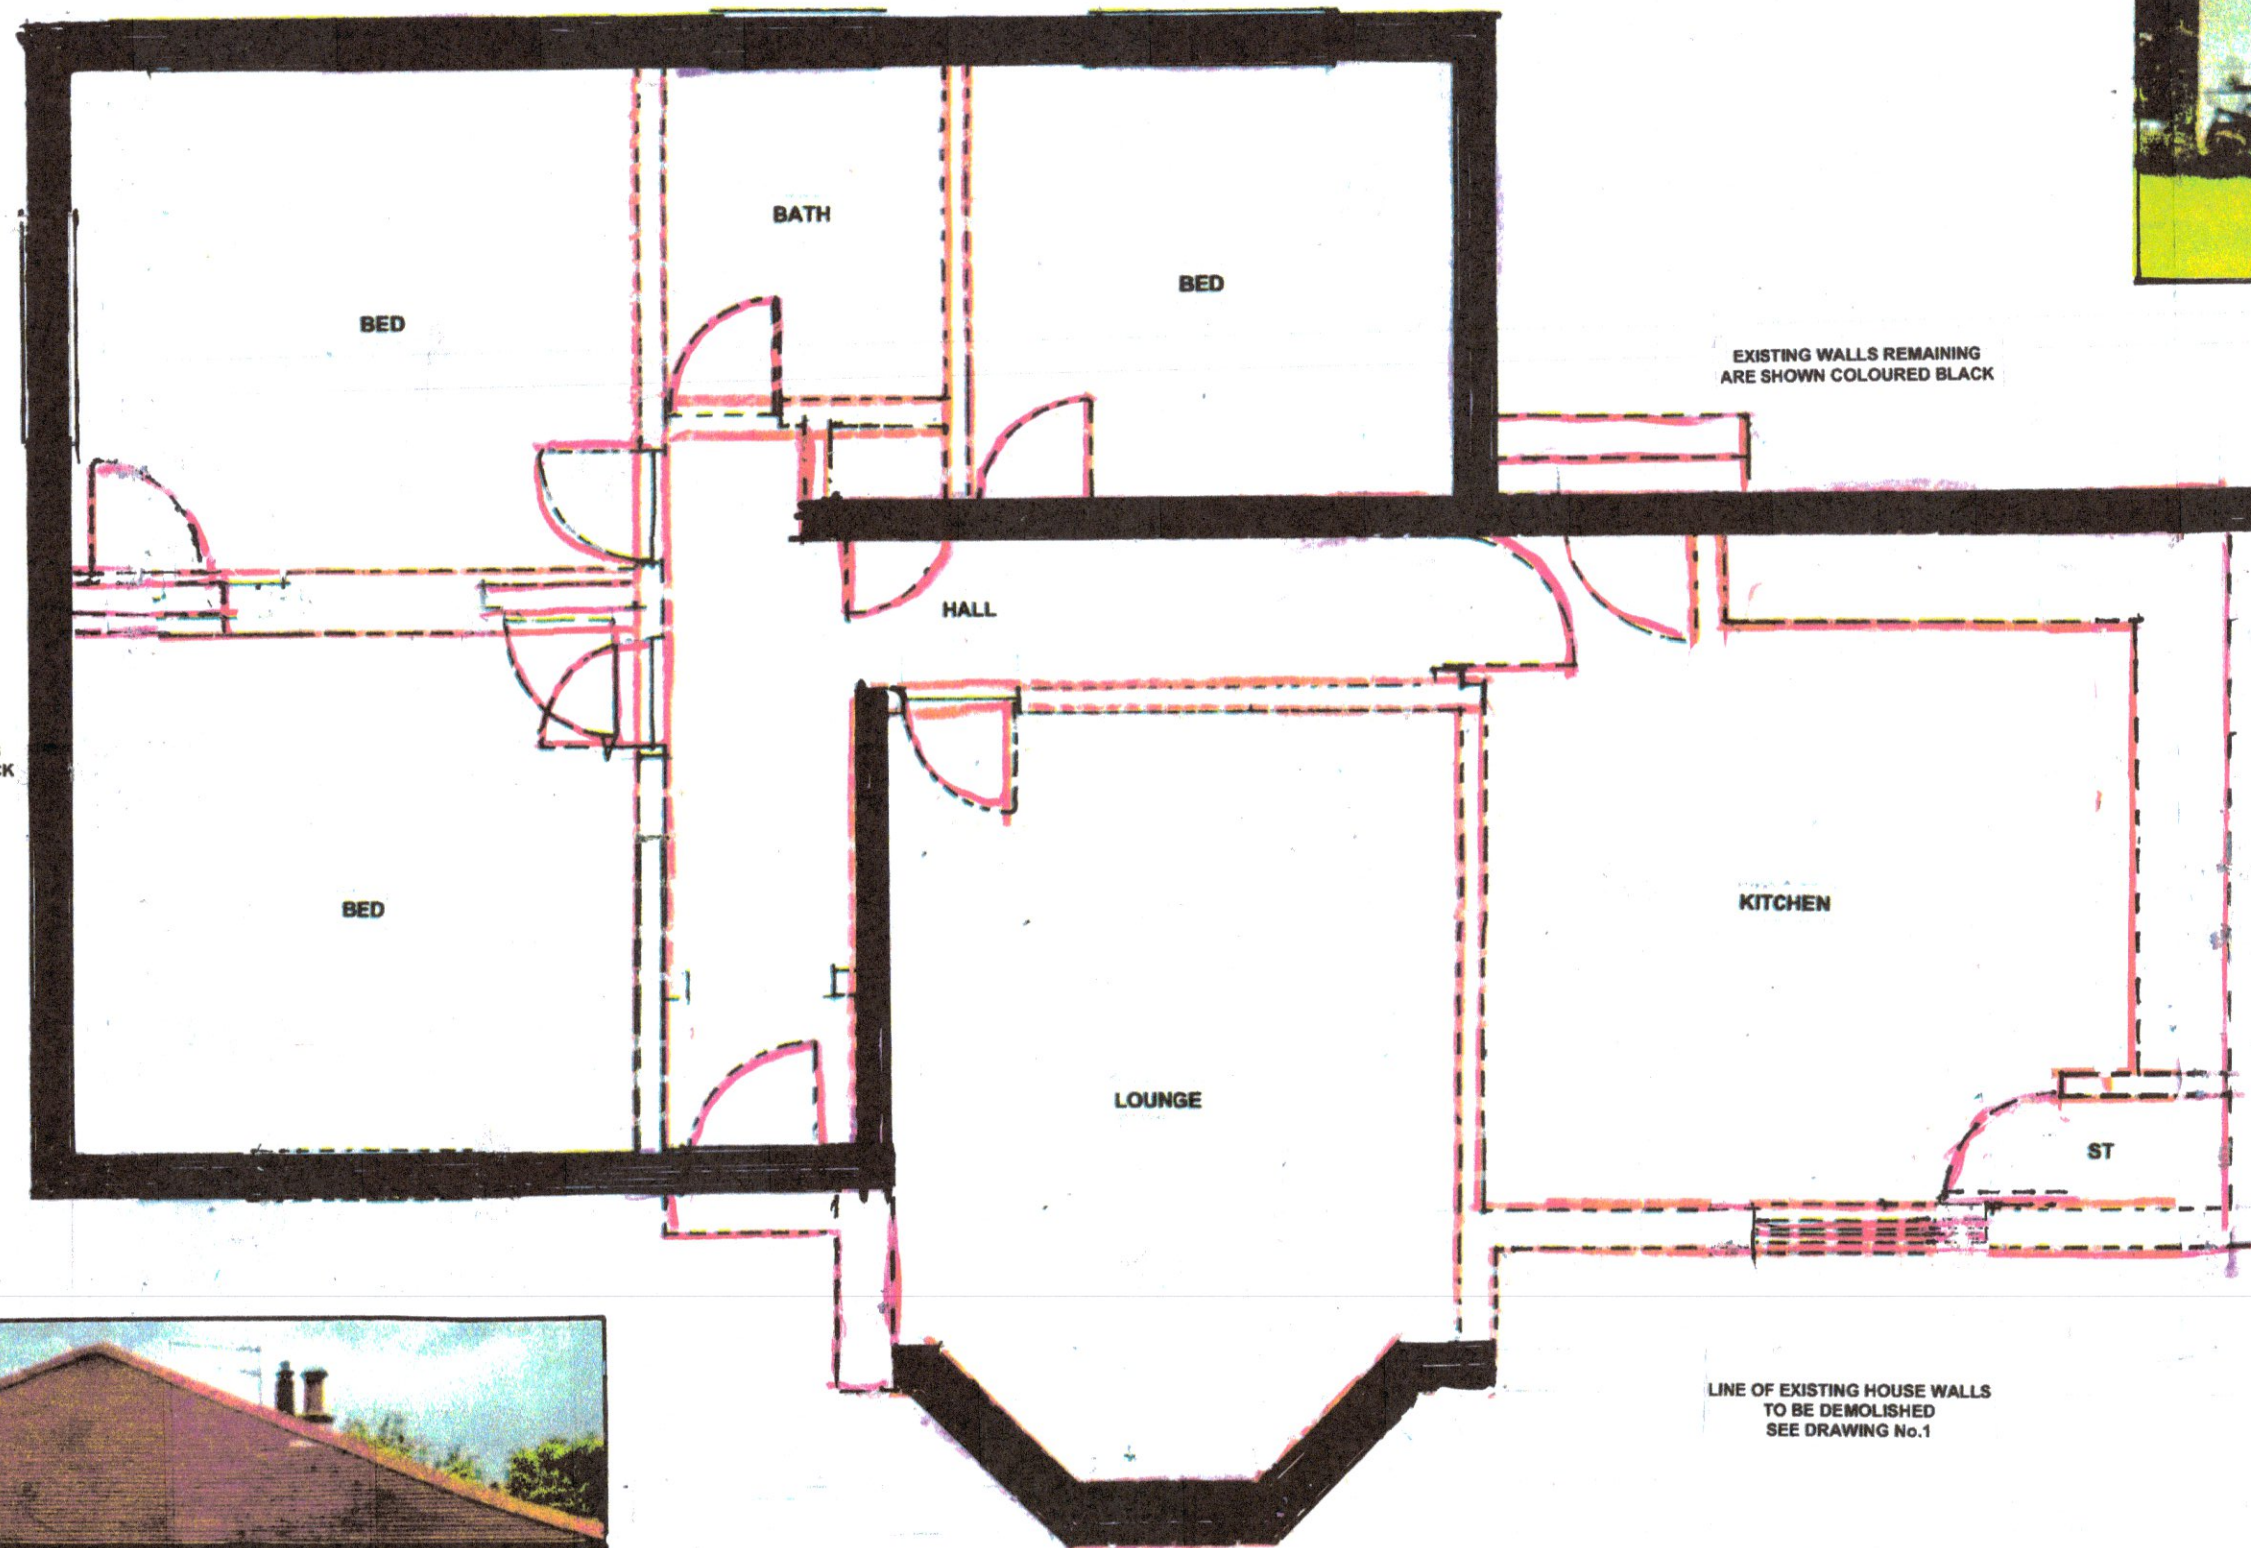 BATH
BED
BED
EXISTING WALLS REMAINING
ARE SHOWN COLOURED BLACK
HALL
CK
BED
KITCHEN
LOUNGE
ST
LINE OF EXISTING HOUSE WALLS
TO BE DEMOLISHED
SEE DRAWING No.1